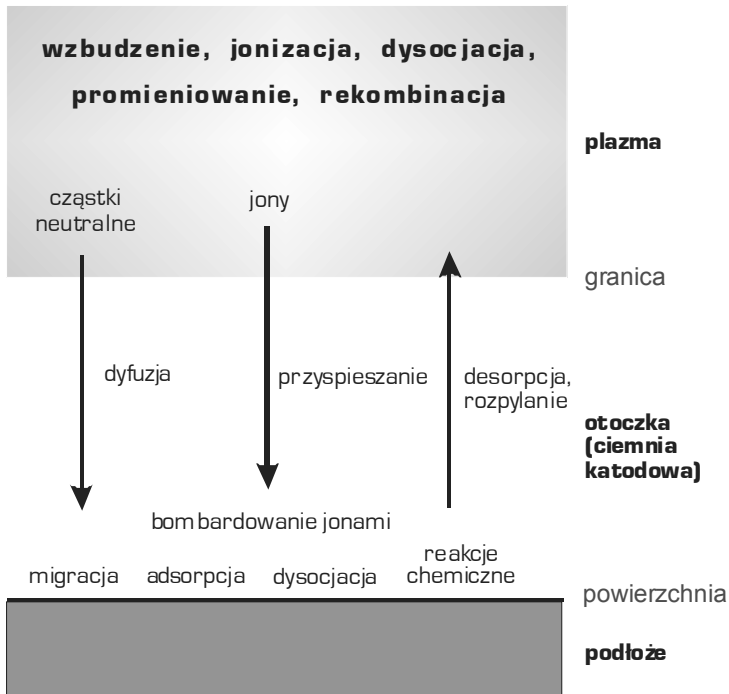 wzbudzenie, jonizacja, dysocjacja,
promieniowanie, rekombinacja
plazma
cząstki
neutralne
jony
granica
dyfuzja
przyspieszanie
desorpcja,
rozpylanie
otoczka
(ciemnia
katodowa)
bombardowanie jonami
migracja
adsorpcja
dysocjacja
reakcje
chemiczne
powierzchnia
podłoże